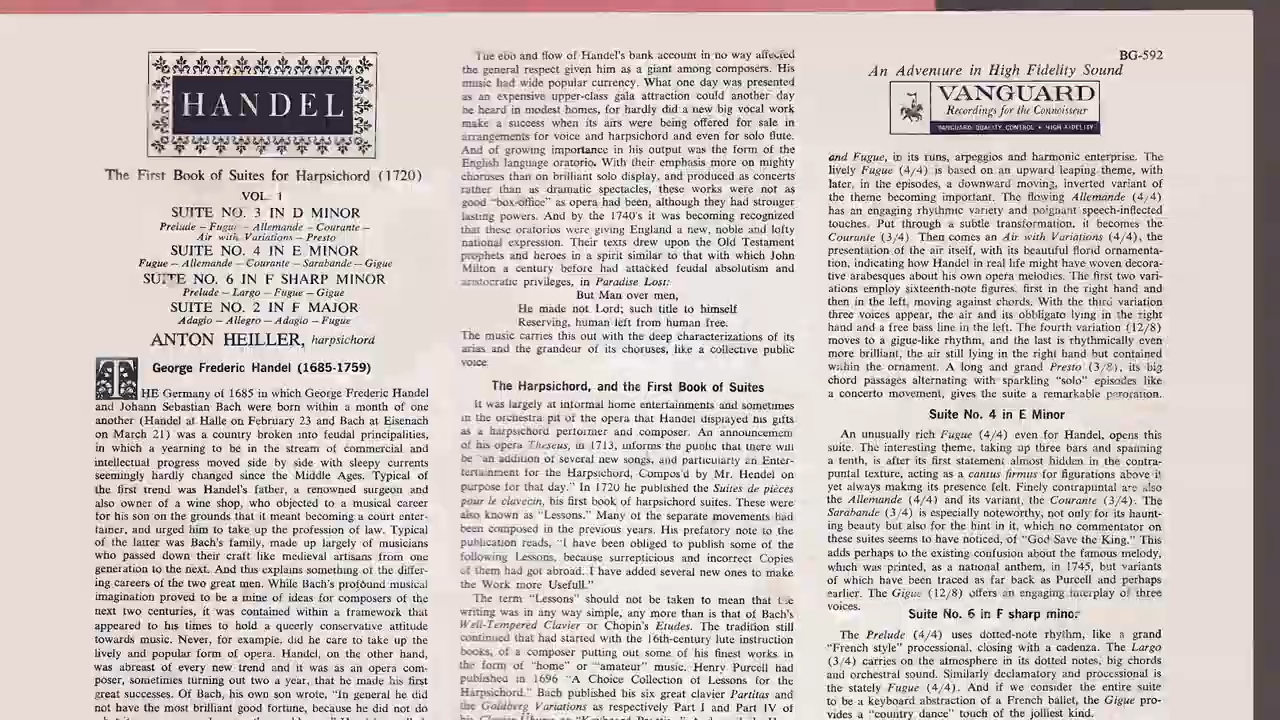 HANDEL
The First Book of Suites for Harpsichord (1720)
VOL. 1
SUITE NO. 3 IN D MINOR
Prelude – Fugue – Allemande – Courante –
Air with Variations – Presto
SUITE NO. 4 IN E MINOR
Fugue – Allemande – Courante – Sarabande – Gigue
SUITE NO. 6 IN F SHARP MINOR
Prelude – Largo – Fugue – Gigue
SUITE NO. 2 IN F MAJOR
Adagio – Allegro – Adagio – Fugue
ANTON HEILLER, harpsichord
George Frederic Handel (1685-1759)
THE Germany of 1685 in which George Frederic Handel
and Johann Sebastian Bach were born within a month of one
another (Handel at Halle on February 23 and Bach at Eisenach
on March 21) was a country broken into feudal principalities,
in which a yearning to be in the stream of commercial and
intellectual progress moved side by side with sleepy currents
seemingly hardly changed since the Middle Ages. Typical of
the first trend was Handel's father, a renowned surgeon and
also owner of a wine shop, who objected to a musical career
for his son on the grounds that it meant becoming a court enter-
tainer, and urged him to take up the profession of law. Typical
of the latter was Bach's family, made up largely of musicians
who passed down their craft like medieval artisans from one
generation to the next. And this explains something of the differ-
ing careers of the two great men. While Bach's profound musical
imagination proved to be a mine of ideas for composers of the
next two centuries, it was contained within a framework that
appeared to his times to hold a queerly conservative attitude
towards music. Never, for example, did he care to take up the
lively and popular form of opera. Handel, on the other hand,
was abreast of every new trend and it was as an opera com-
poser, sometimes turning out two a year, that he made his first
great successes. Of Bach, his own son wrote, "In general he did
not have the most brilliant good fortune, because he did not do
The ebb and flow of Handel's bank account in no way affected
the general respect given him as a giant among composers. His
music had wide popular currency. What one day was presented
as an expensive upper-class gala attraction could another day
be heard in modest homes, for hardly did a new big vocal work
make a success when its airs were being offered for sale in
arrangements for voice and harpsichord and even for solo flute.
And of growing importance in his output was the form of the
English language oratorio. With their emphasis more on mighty
choruses than on brilliant solo display, and produced as concerts
rather than as dramatic spectacles, these works were not as
good "box-office" as opera had been, although they had stronger
lasting powers. And by the 1740's it was becoming recognized
that these oratorios were giving England a new, noble and lofty
national expression. Their texts drew upon the Old Testament
prophets and heroes in a spirit similar to that with which John
Milton a century before had attacked feudal absolutism and
aristocratic privileges, in Paradise Lost:
But Man over men,
He made not Lord; such title to himself
Reserving, human left from human free.
The music carries this out with the deep characterizations of its
arias and the grandeur of its choruses, like a collective public
voice.
The Harpsichord, and the First Book of Suites
It was largely at informal home entertainments and sometimes
in the orchestra pit of the opera that Handel displayed his gifts
as a harpsichord performer and composer. An announcement
of his opera Theseus, in 1713, informs the public that there will
be "an addition of several new songs, and particularly an Enter-
tertainment for the Harpsichord, Compos'd by Mr. Hendel on
purpose for that day." In 1720 he published the Suites de pièces
pour le clavecin, his first book of harpsichord suites. These were
also known as "Lessons." Many of the separate movements had
been composed in the previous years. His prefatory note to the
publication reads, "I have been obliged to publish some of the
following Lessons, because surrepticious and incorrect Copies
of them had got abroad. I have added several new ones to make
the Work more Usefull."
The term "Lessons" should not be taken to mean that the
writing was in any way simple, any more than is that of Bach's
Well-Tempered Clavier or Chopin's Etudes. The tradition still
continued that had started with the 16th-century lute instruction
books, of a composer putting out some of his finest works in
the form of "home" or "amateur" music. Henry Purcell had
published in 1696 "A Choice Collection of Lessons for the
Harpsichord." Bach published his six great clavier Partitas and
the Goldberg Variations as respectively Part I and Part IV of
BG-592
An Adventure in High Fidelity Sound
VANGUARD
Recordings for the Connoisseur
VANGUARD QUALITY CONTROL • HIGH FIDELITY
and Fugue, in its runs, arpeggios and harmonic enterprise. The
lively Fugue (4/4) is based on an upward leaping theme, with
later, in the episodes, a downward moving, inverted variant of
the theme becoming important. The flowing Allemande (4/4)
has an engaging rhythmic variety and poignant speech-inflected
touches. Put through a subtle transformation, it becomes the
Courante (3/4). Then comes an Air with Variations (4/4), the
presentation of the air itself, with its beautiful florid ornamenta-
tion, indicating how Handel in real life might have woven decora-
tive arabesques about his own opera melodies. The first two vari-
ations employ sixteenth-note figures, first in the right hand and
then in the left, moving against chords. With the third variation
three voices appear, the air and its obbligato lying in the right
hand and a free bass line in the left. The fourth variation (12/8)
moves to a gigue-like rhythm, and the last is rhythmically even
more brilliant, the air still lying in the right hand but contained
within the ornament. A long and grand Presto (3/8), its big
chord passages alternating with sparkling "solo" episodes like
a concerto movement, gives the suite a remarkable peroration.
Suite No. 4 in E Minor
An unusually rich Fugue (4/4) even for Handel, opens this
suite. The interesting theme, taking up three bars and spanning
a tenth, is after its first statement almost hidden in the contra-
puntal texture, acting as a cantus firmus for figurations above it
yet always making its presence felt. Finely contrapuntal are also
the Allemande (4/4) and its variant, the Courante (3/4). The
Sarabande (3/4) is especially noteworthy, not only for its haunt-
ing beauty but also for the hint in it, which no commentator on
these suites seems to have noticed, of "God Save the King." This
adds perhaps to the existing confusion about the famous melody,
which was printed, as a national anthem, in 1745, but variants
of which have been traced as far back as Purcell and perhaps
earlier. The Gigue (12/8) offers an engaging interplay of three
voices.
Suite No. 6 in F sharp minor
The Prelude (4/4) uses dotted-note rhythm, like a grand
"French style" processional, closing with a cadenza. The Largo
(3/4) carries on the atmosphere in its dotted notes, big chords
and orchestral sound. Similarly declamatory and processional is
the stately Fugue (4/4). And if we consider the entire suite
to be a keyboard abstraction of a French ballet, the Gigue pro-
vides a "country dance" touch of the jolliest kind.